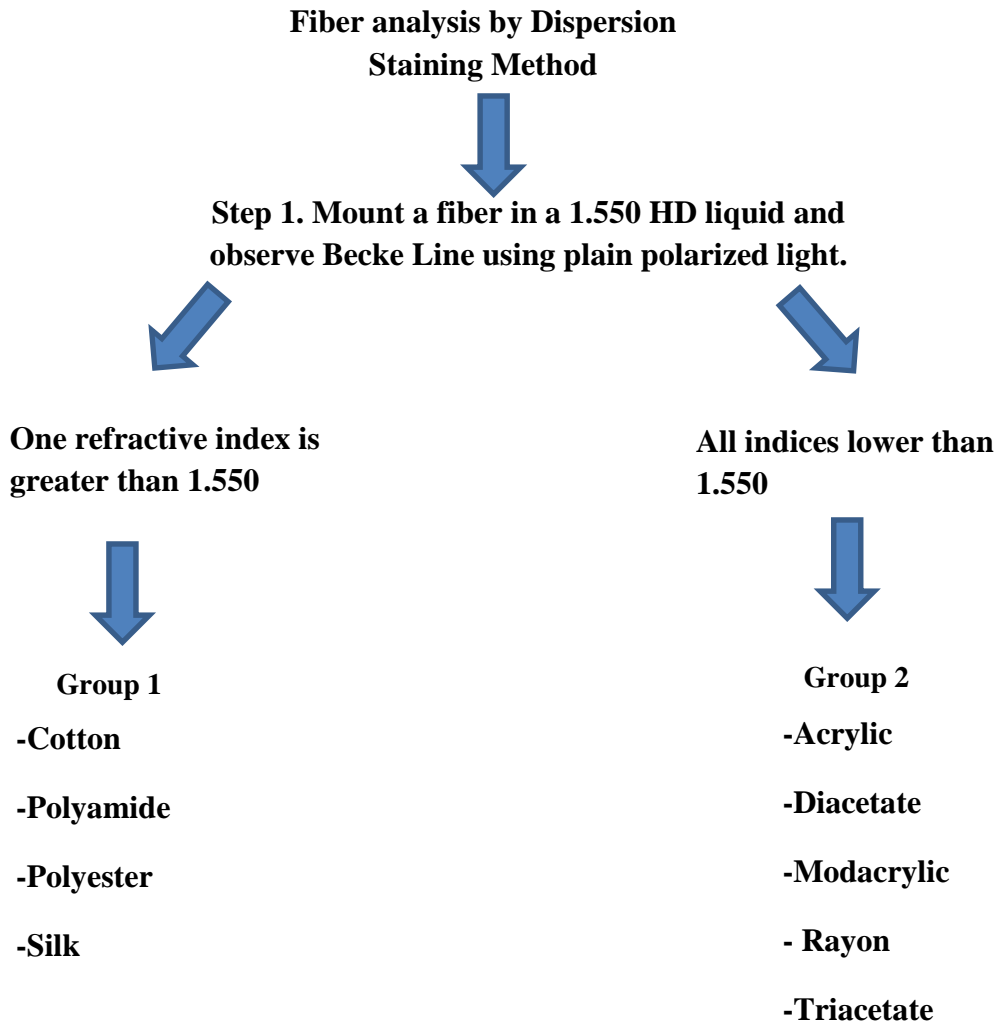 Fiber analysis by Dispersion
Staining Method
Step 1. Mount a fiber in a 1.550 HD liquid and
observe Becke Line using plain polarized light.
One refractive index is
greater than 1.550
All indices lower than
1.550
Group 1
-Cotton
-Polyamide
-Polyester
-Silk
Group 2
-Acrylic
-Diacetate
-Modacrylic
- Rayon
-Triacetate